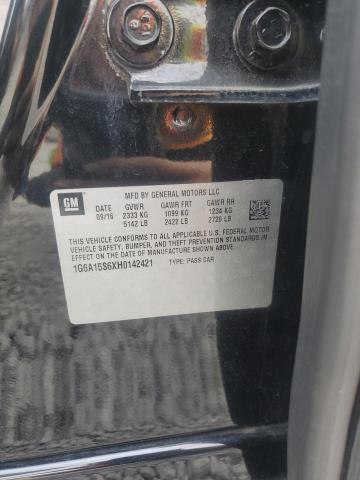 GM
MFD BY GENERAL MOTORS LLC
DATE GVWR GAWR FRT GAWR RR
09/16 2333 KG 1099 KG 1234 KG
5142 LB 2422 LB 2720 LB
THIS VEHICLE CONFORMS TO ALL APPLICABLE U.S. FEDERAL MOTOR
VEHICLE SAFETY, BUMPER, AND THEFT PREVENTION STANDARDS IN
EFFECT ON THE DATE OF MANUFACTURE SHOWN ABOVE.
1G6A15S6XH0142421 TYPE: PASS CAR